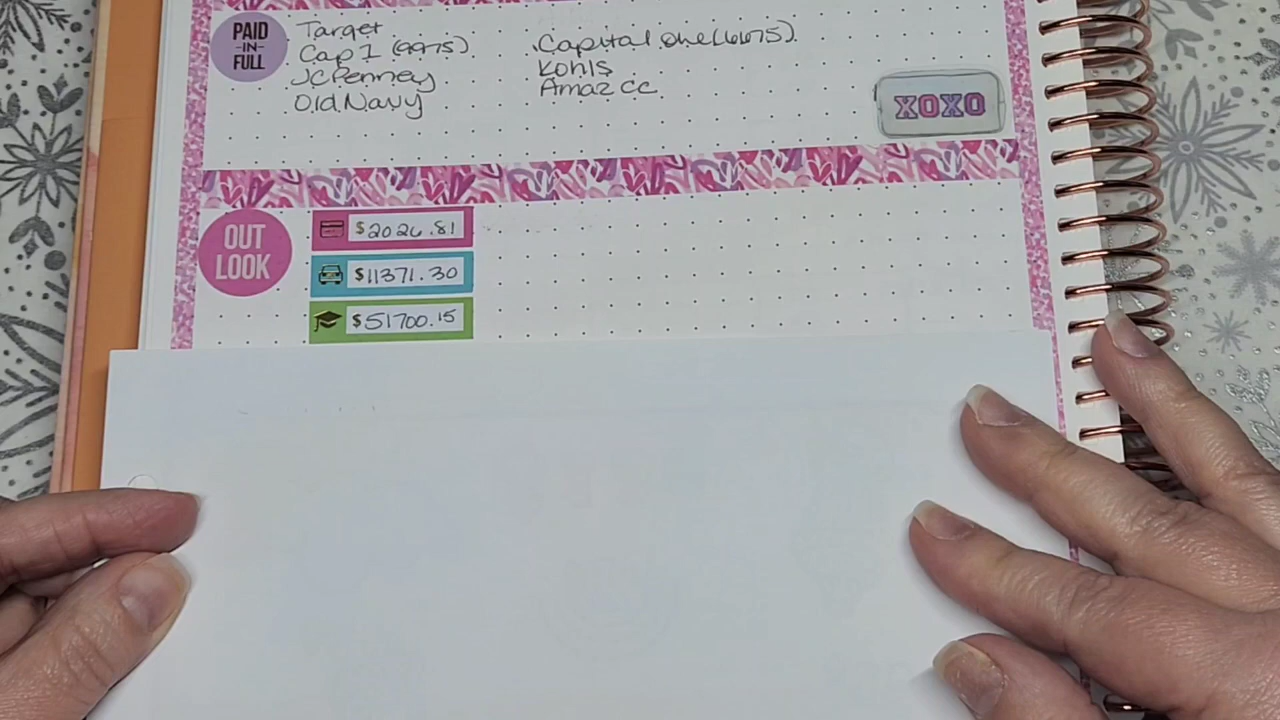 PAID
-IN-
FULL
Target
Cap 1 (9975)
JCPenney
Old Navy
Capital one (6675)
Kohls
Amaz CC
XOXO
OUT
LOOK
$2026.81
$11371.30
$51700.15